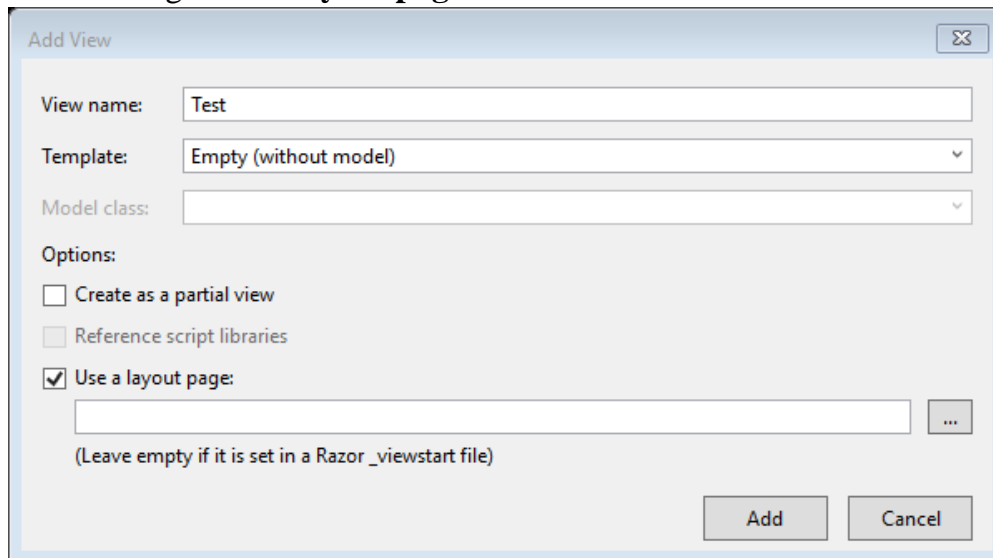 Add View
View name: Test
Template: Empty (without model)
Model class:
Options:
Create as a partial view
Reference script libraries
Use a layout page:
...
(Leave empty if it is set in a Razor _viewstart file)
Add Cancel